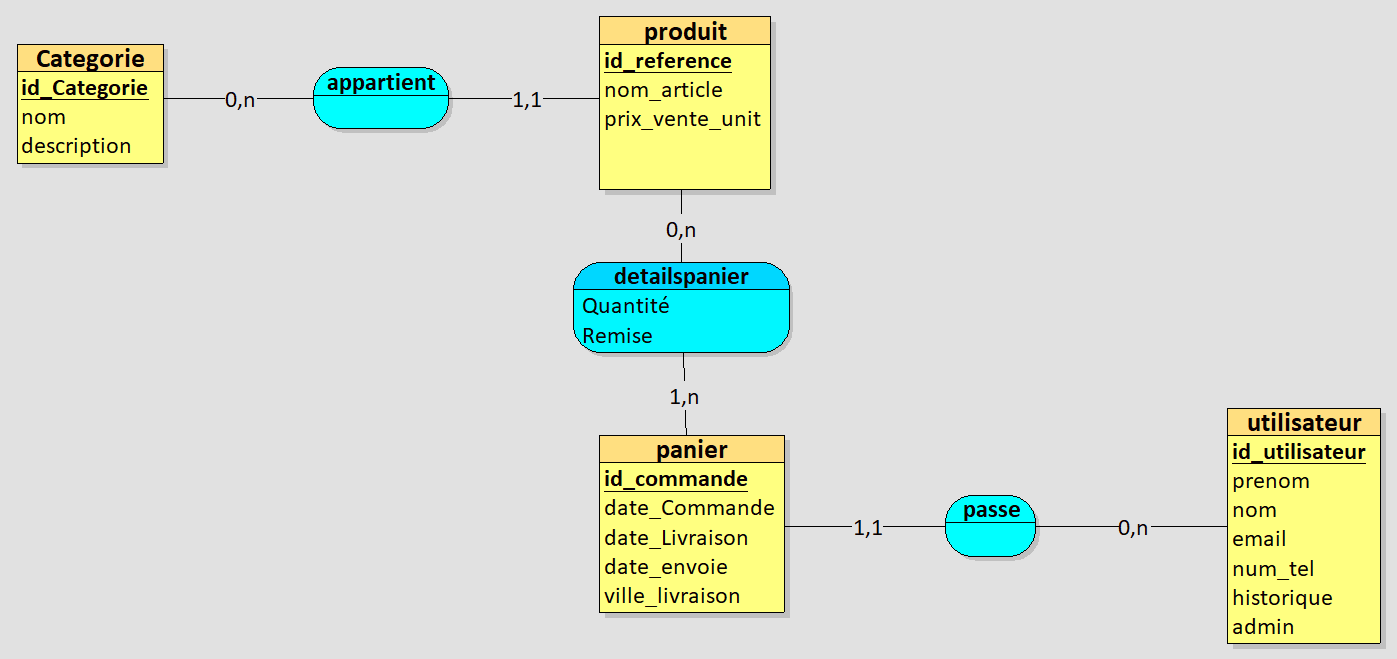 Categorie
id_Categorie
nom
description
0,n
appartient
1,1
produit
id_reference
nom_article
prix_vente_unit
0,n
detailspanier
Quantité
Remise
1,n
panier
id_commande
date_Commande
date_Livraison
date_envoie
ville_livraison
1,1
passe
0,n
utilisateur
id_utilisateur
prenom
nom
email
num_tel
historique
admin